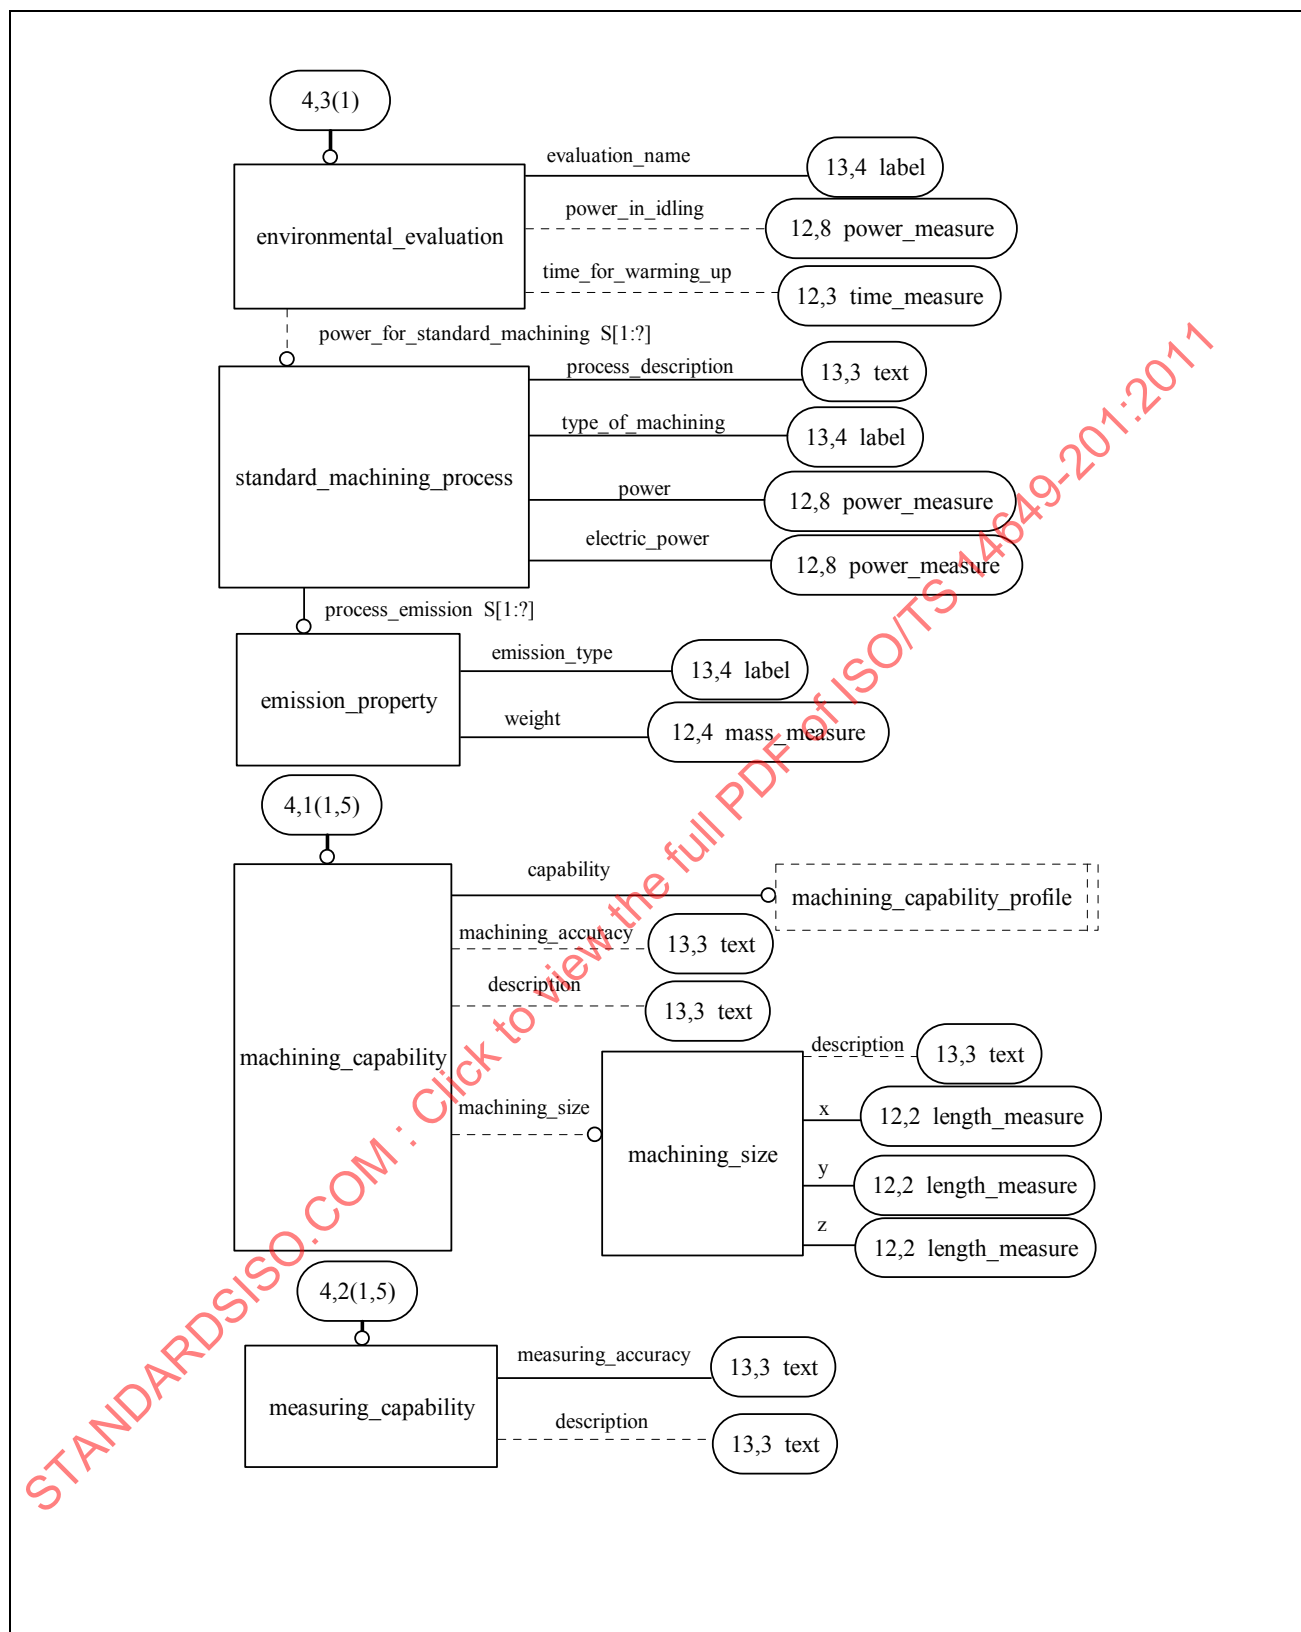 4,3(1)
evaluation_name
13,4 label
power_in_idling
12,8 power_measure
environmental_evaluation
time_for_warming_up
12,3 time_measure
power_for_standard_machining S[1:?]
process_description
13,3 text
type_of_machining
13,4 label
standard_machining_process
power
12,8 power_measure
electric_power
12,8 power_measure
process_emission S[1:?]
emission_type
13,4 label
emission_property
weight
12,4 mass_measure
4,1(1,5)
capability
machining_capability_profile
machining_accuracy
13,3 text
description
13,3 text
machining_capability
description
13,3 text
machining_size
x
12,2 length_measure
machining_size
y
12,2 length_measure
z
12,2 length_measure
4,2(1,5)
measuring_accuracy
13,3 text
measuring_capability
description
13,3 text
STANDARDSISO.COM : Click to view the full PDF of ISO/TS 14649-201:2011